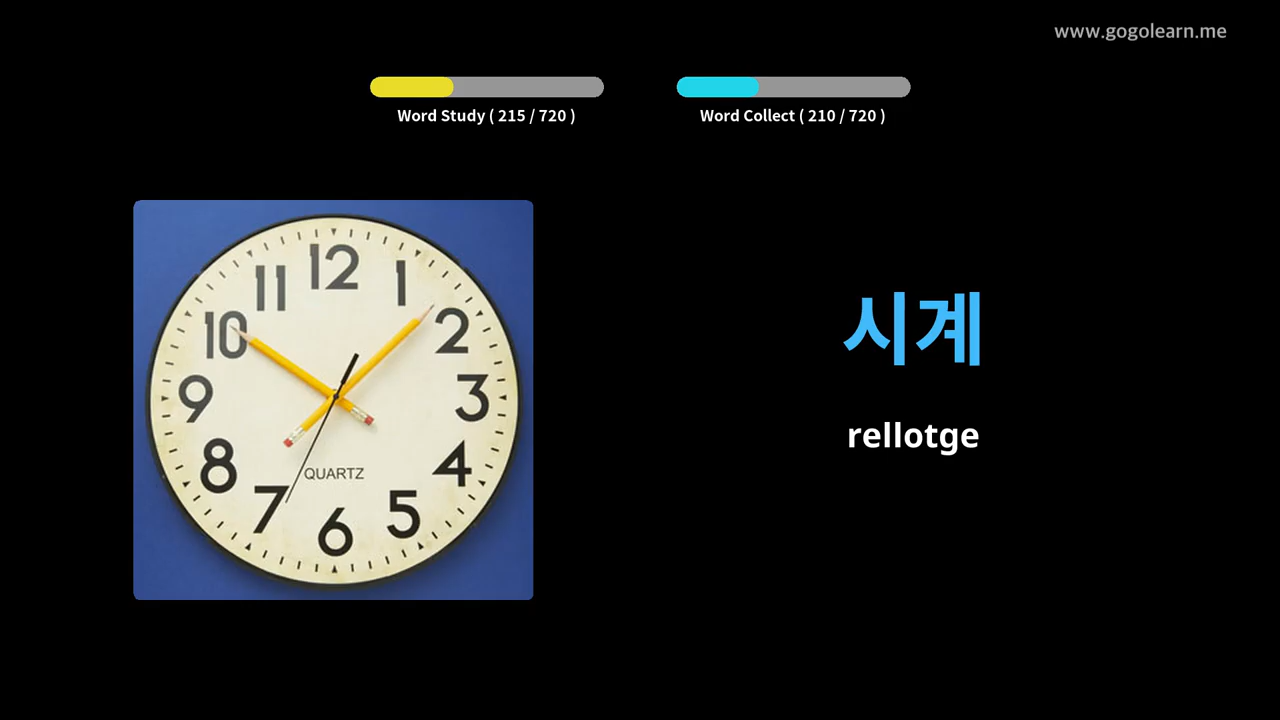 www.gogolearn.me
Word Study ( 215 / 720 )
Word Collect ( 210 / 720 )
12
11
1
10
2
9
3
8
4
7
5
6
QUARTZ
시계
rellotge